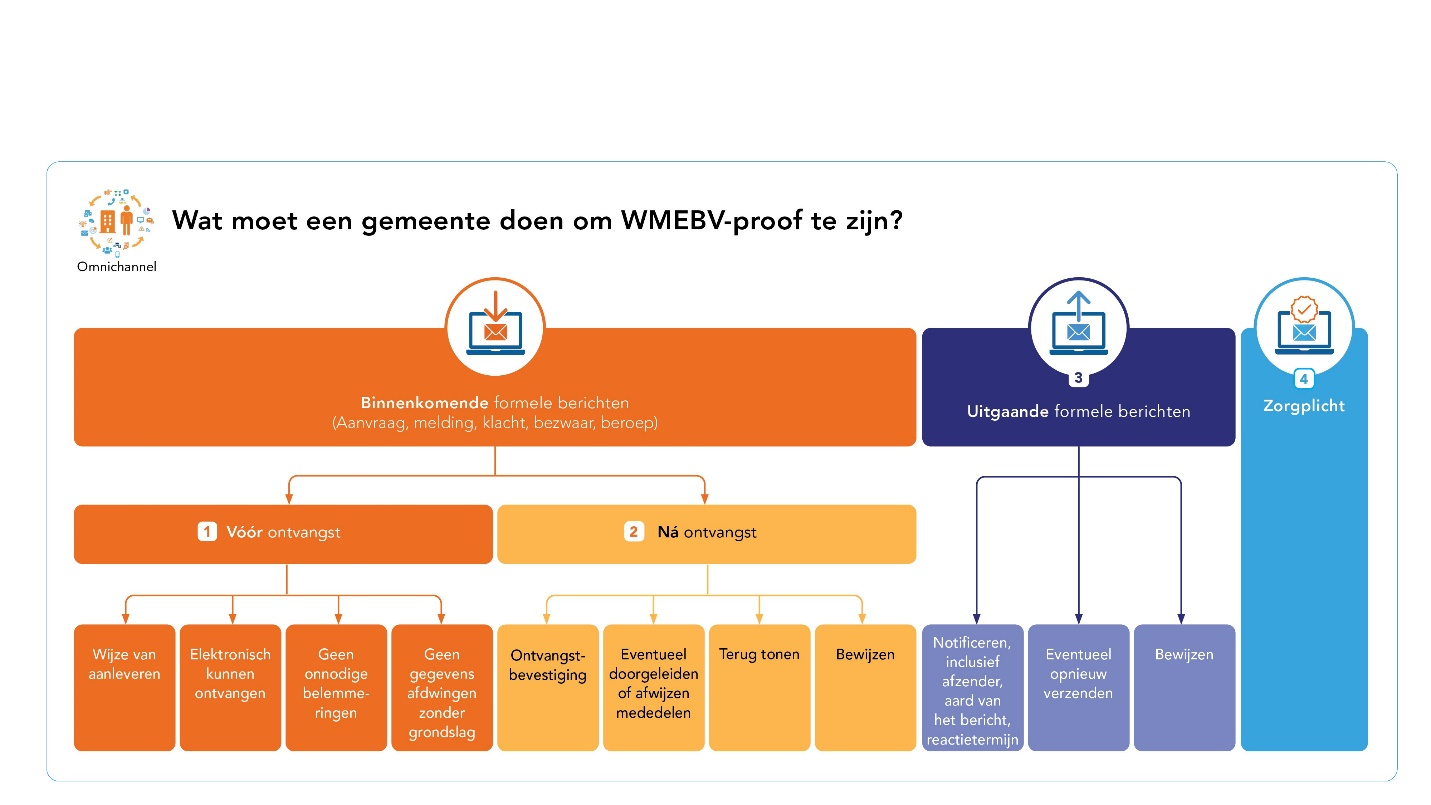 Wat moet een gemeente doen om WMEBV-proof te zijn?
Omnichannel
Binnenkomende formele berichten
(Aanvraag, melding, klacht, bezwaar, beroep)
3
Uitgaande formele berichten
4
Zorgplicht
1 Vóór ontvangst
2 Ná ontvangst
Wijze van
aanleveren
Elektronisch
kunnen
ontvangen
Geen
onnodige
belemme-
ringen
Geen
gegevens
afdwingen
zonder
grondslag
Ontvangst-
bevestiging
Eventueel
doorgeleiden
of afwijzen
mededelen
Terug tonen
Bewijzen
Notificeren,
inclusief
afzender,
aard van
het bericht,
reactietermijn
Eventueel
opnieuw
verzenden
Bewijzen